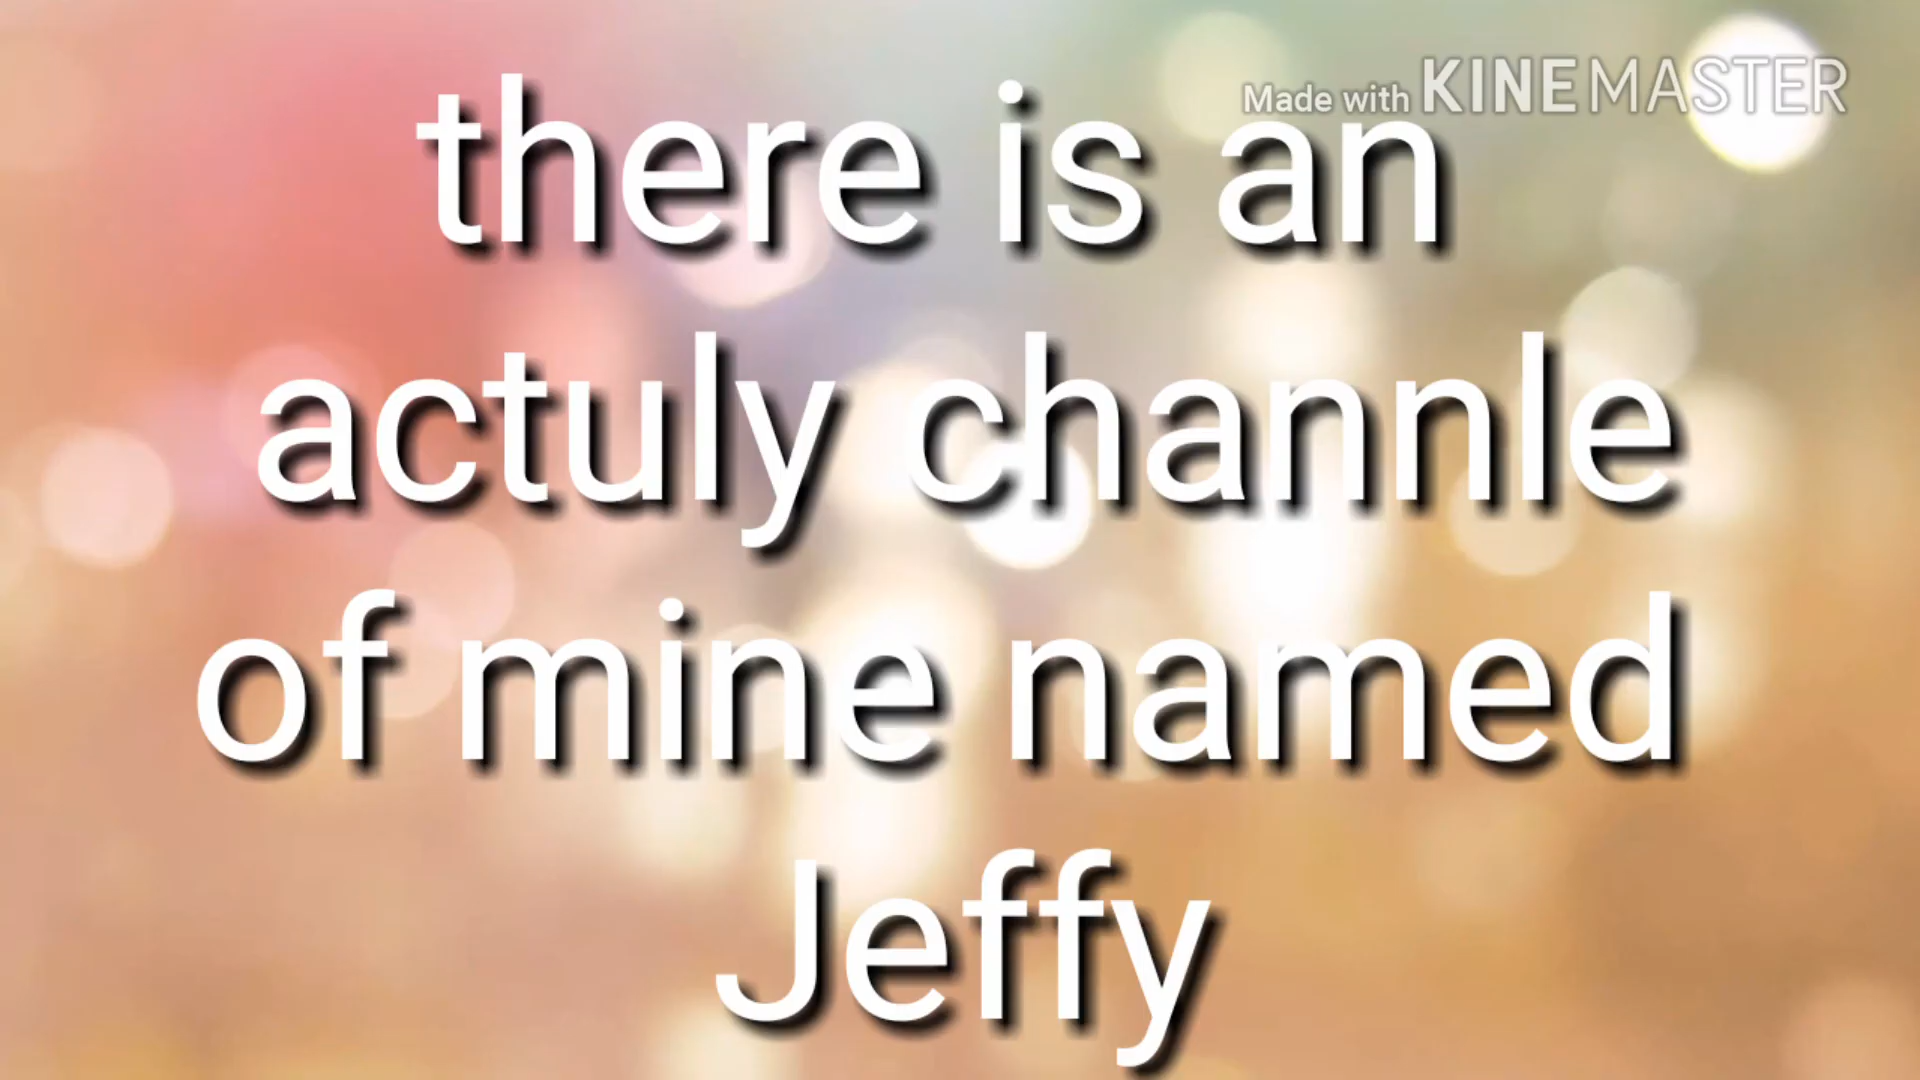 Made with KINEMASTER
there is an
actuly channle
of mine named
Jeffy